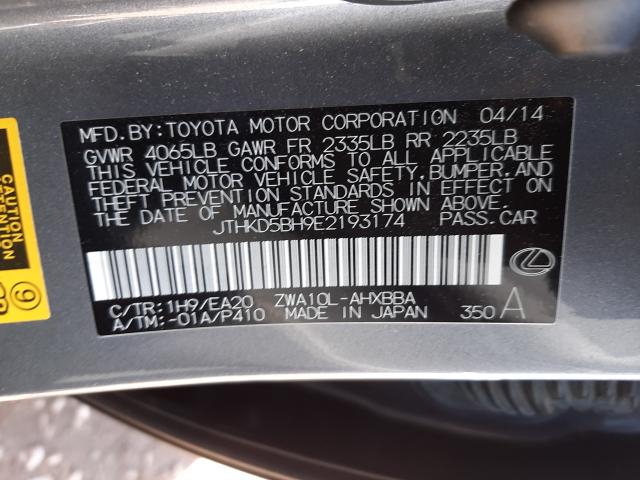 MFD. BY: TOYOTA MOTOR CORPORATION 04/14
GVWR 4065LB GAWR FR 2335LB RR 2235LB
THIS VEHICLE CONFORMS TO ALL APPLICABLE
FEDERAL MOTOR VEHICLE SAFETY, BUMPER, AND
THEFT PREVENTION STANDARDS IN EFFECT ON
THE DATE OF MANUFACTURE SHOWN ABOVE.
JTHKD5BH9E2193174 PASS. CAR
C/TR: 1H9/EA20 ZWA10L-AHXBBA
A/TM: -01A/P410 MADE IN JAPAN 350 A
CAUTION
9